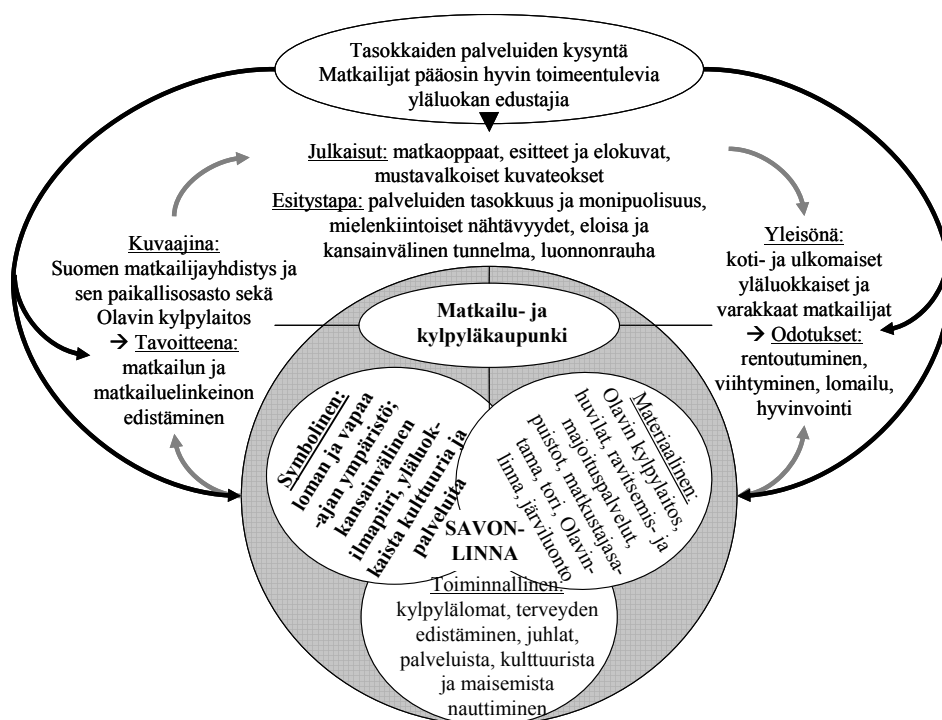 Tasokkaiden palveluiden kysyntä
Matkailijat pääosin hyvin toimeentulevia
yläluokan edustajia
Julkaisut: matkaoppaat, esitteet ja elokuvat,
mustavalkoiset kuvateokset
Esitystapa: palveluiden tasokkuus ja monipuolisuus,
mielenkiintoiset nähtävyydet, eloisa ja
kansainvälinen tunnelma, luonnonrauha
Kuvaajina:
Suomen matkailijayhdistys ja
sen paikallisosasto sekä
Olavin kylpylaitos
→ Tavoitteena:
matkailun ja
matkailuelinkeinon
edistäminen
Yleisönä:
koti- ja ulkomaiset
yläluokkaiset ja
varakkaat matkailijat
→ Odotukset:
rentoutuminen,
viihtyminen, lomailu,
hyvinvointi
Matkailu- ja
kylpyläkaupunki
Symbolinen:
loman ja vapaa
-ajan ympäristö;
kansainvälinen
ilmapiiri, yläluok-
kaista kulttuuria ja
palveluita
Materiaalinen:
Olavin kylpylaitos,
huvilat, ravitsemis- ja
majoituspalvelut,
puistot, matkustajasa-
tama, tori, Olavin-
linna, järviluonto
SAVON-
LINNA
Toiminnallinen:
kylpylälomat, terveyden
edistäminen, juhlat,
palveluista, kulttuurista
ja maisemista
nauttiminen